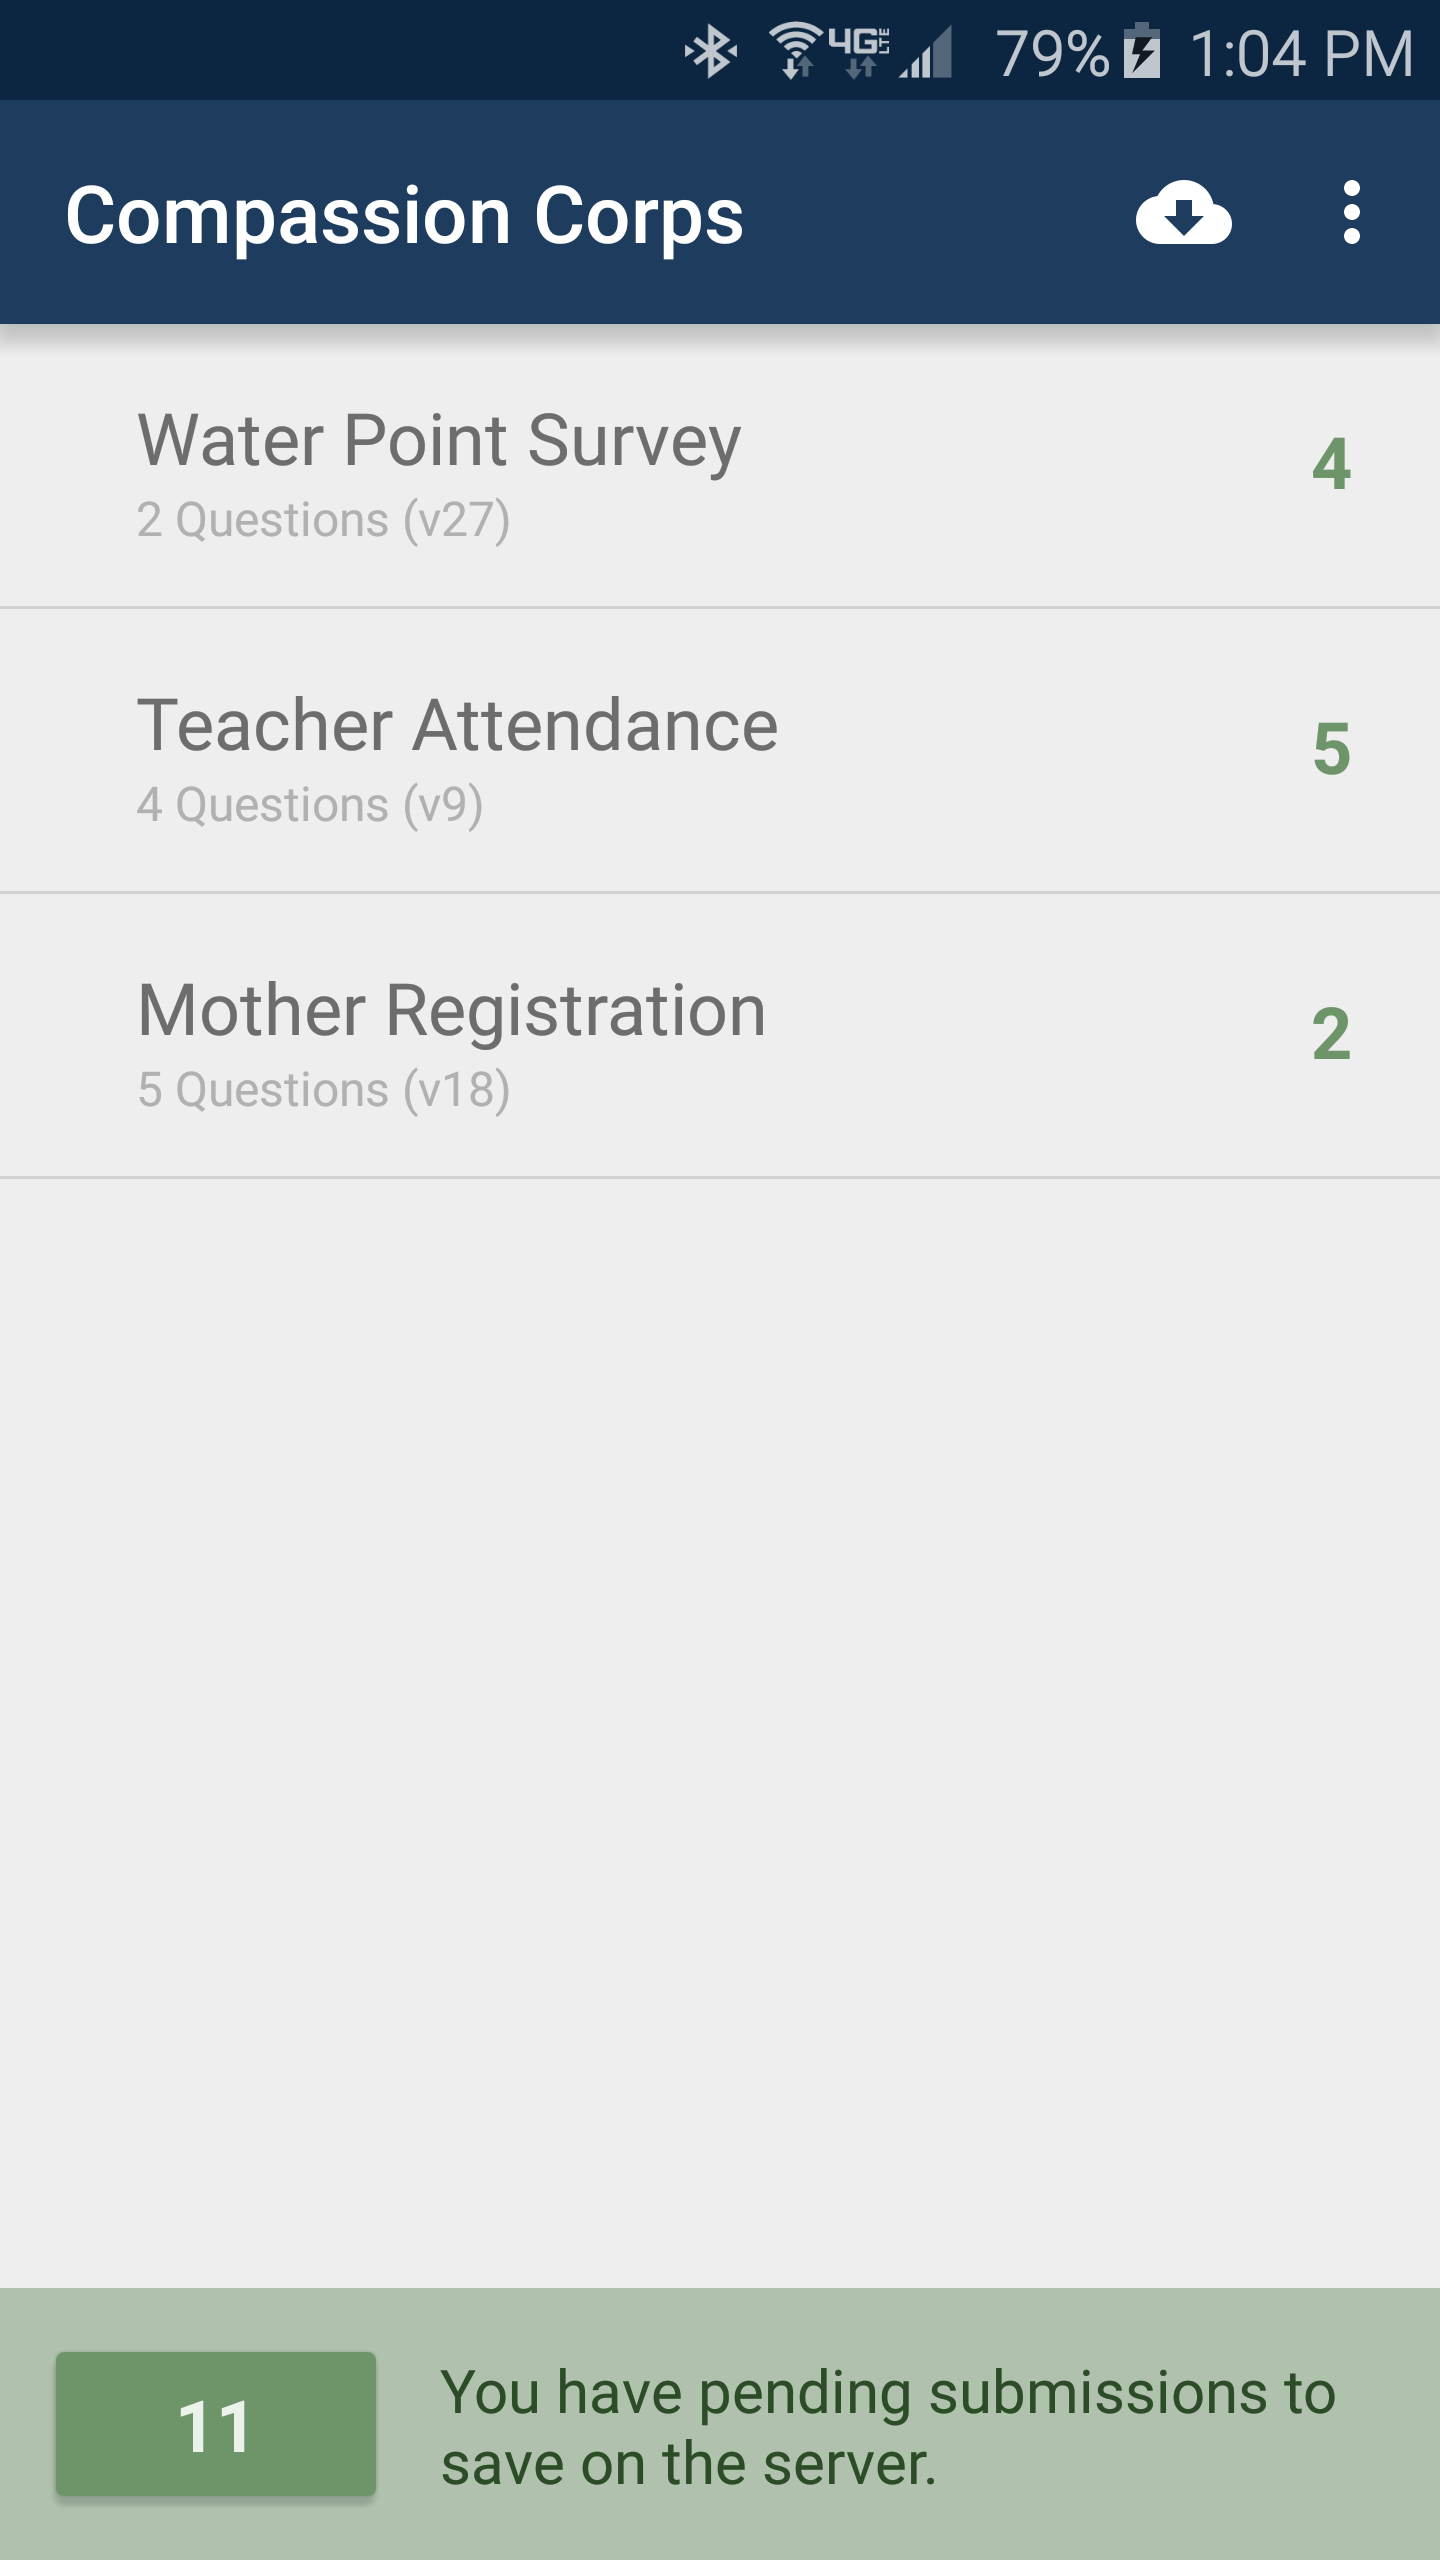 4G LTE 79% 1:04 PM
Compassion Corps
Water Point Survey
4
2 Questions (v27)
Teacher Attendance
5
4 Questions (v9)
Mother Registration
2
5 Questions (v18)
11
You have pending submissions to
save on the server.